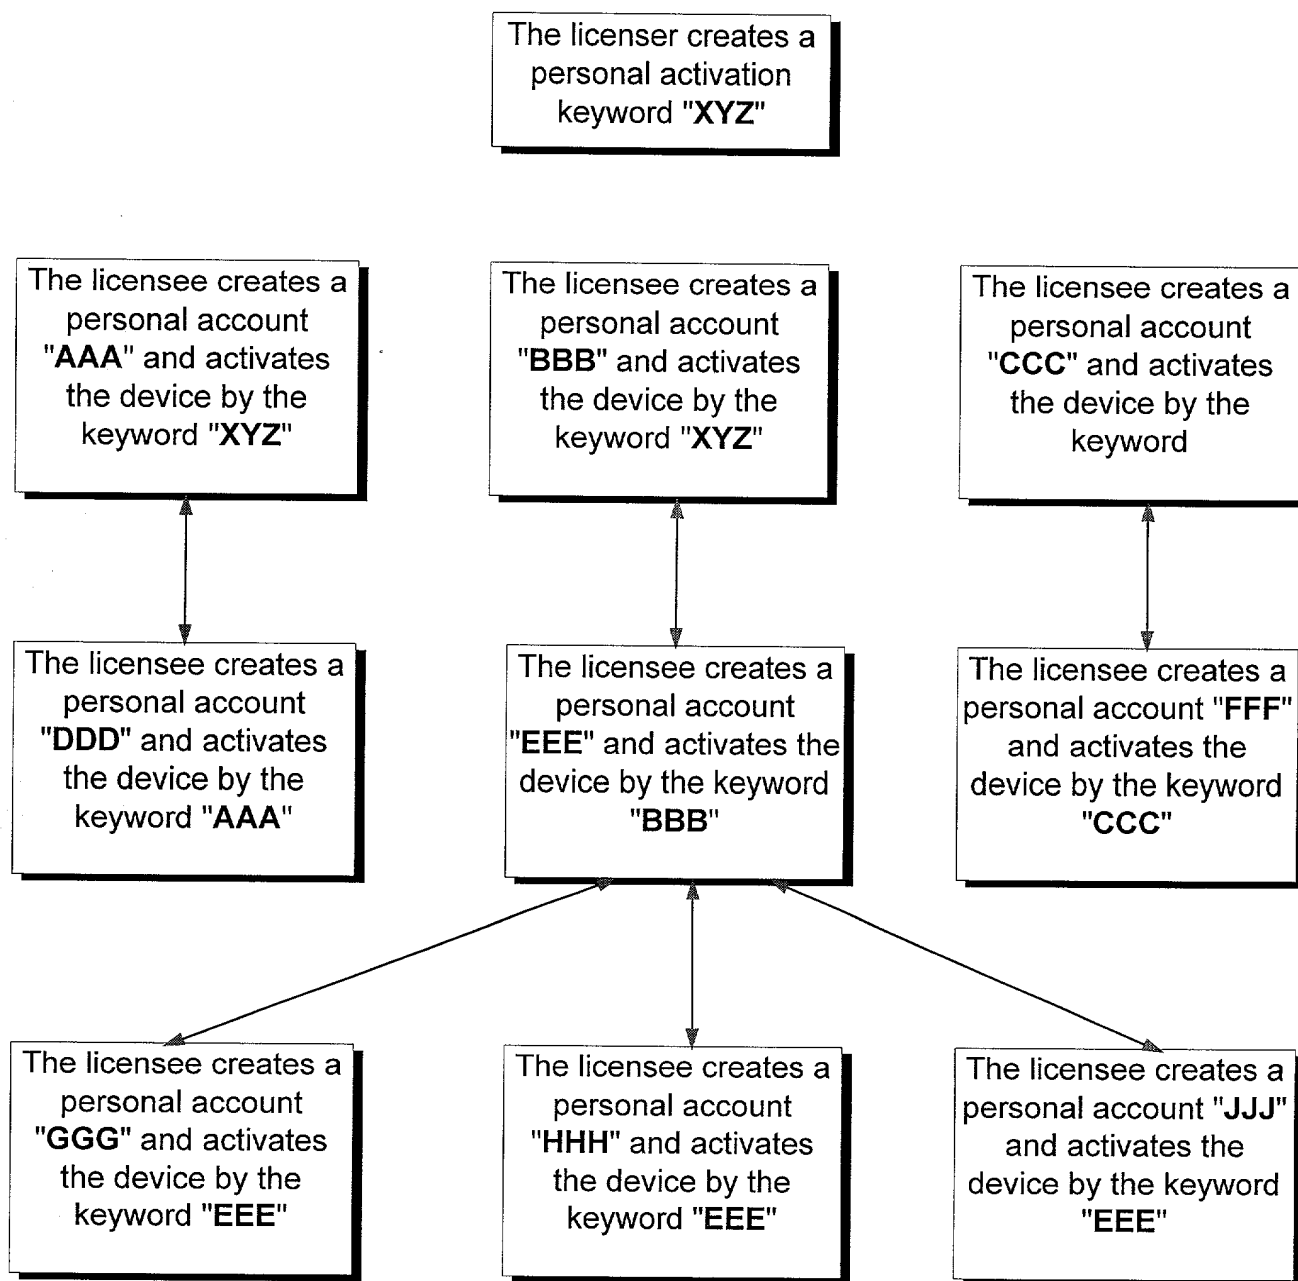 The licenser creates a
personal activation
keyword "XYZ"
The licensee creates a
personal account
"AAA" and activates
the device by the
keyword "XYZ"
The licensee creates a
personal account
"BBB" and activates
the device by the
keyword "XYZ"
The licensee creates a
personal account
"CCC" and activates
the device by the
keyword
The licensee creates a
personal account
"DDD" and activates
the device by the
keyword "AAA"
The licensee creates a
personal account
"EEE" and activates the
device by the keyword
"BBB"
The licensee creates a
personal account "FFF"
and activates the
device by the keyword
"CCC"
The licensee creates a
personal account
"GGG" and activates
the device by the
keyword "EEE"
The licensee creates a
personal account
"HHH" and activates
the device by the
keyword "EEE"
The licensee creates a
personal account "JJJ"
and activates the
device by the keyword
"EEE"